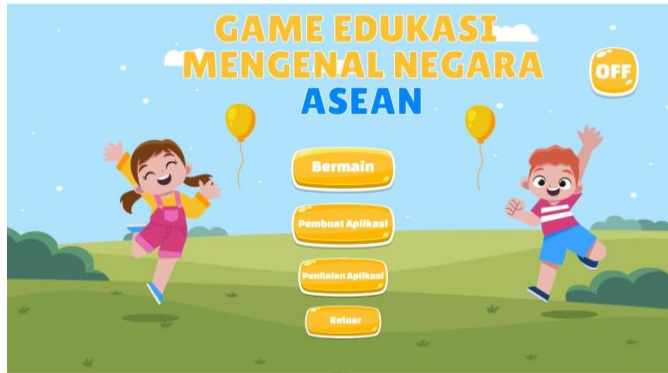 GAME EDUKASI
MENGENAL NEGARA
ASEAN
OFF
Bermain
Pembuat Aplikasi
Penilaian Aplikasi
Keluar